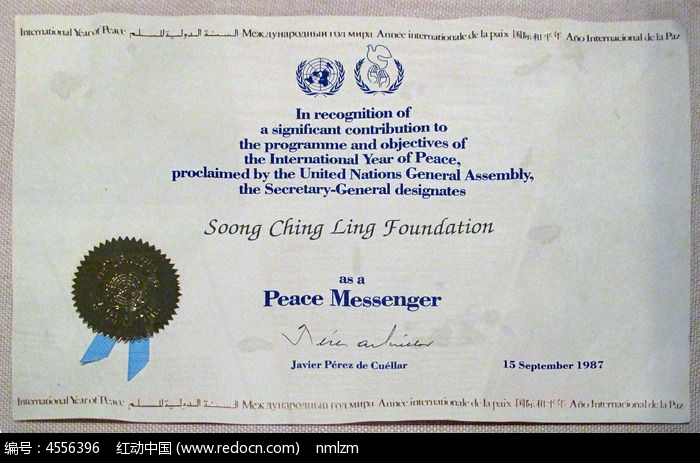 International Year of Peace السنة الدولية للسلم Международный год мира Année internationale de la paix 国际和平年 Año Internacional de la Paz
In recognition of
a significant contribution to
the programme and objectives of
the International Year of Peace,
proclaimed by the United Nations General Assembly,
the Secretary-General designates
Soong Ching Ling Foundation
as a
Peace Messenger
Javier Pérez de Cuéllar
15 September 1987
International Year of Peace السنة الدولية للسلم Международный год мира Année internationale de la paix 国际和平年 Año Internacional de la Paz
编号：4556396 红动中国 (www.redocn.com) nmlzm